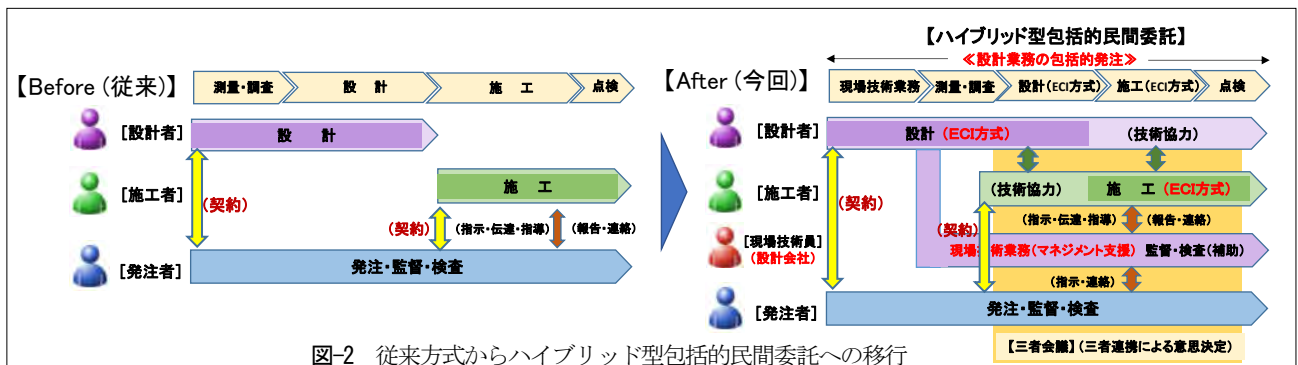 【ハイブリッド型包括的民間委託】
≪設計業務の包括的発注≫
【Before (従来)】
測量・調査 設 計 施 工 点検
[設計者] 設 計
[施工者] 施 工
(契約)
(契約) (指示・伝達・指導) (報告・連絡)
[発注者] 発注・監督・検査
【After (今回)】
現場技術業務 測量・調査 設計(ECI方式) 施工(ECI方式) 点検
[設計者] 設計 (ECI方式) (技術協力)
[施工者] (技術協力) 施 工 (ECI方式)
(契約)
(契約) (指示・伝達・指導) (報告・連絡)
[現場技術員]
(設計会社)
現場技術業務(マネジメント支援) 監督・検査(補助)
(指示・連絡)
[発注者] 発注・監督・検査
【三者会議】(三者連携による意思決定)
図-2 従来方式からハイブリッド型包括的民間委託への移行